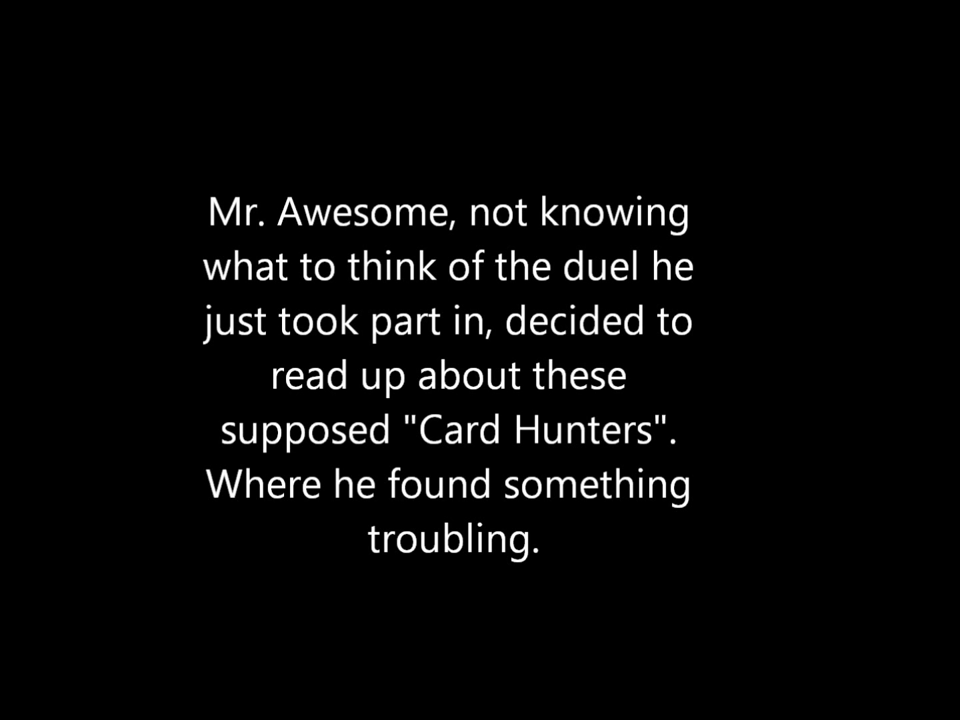 Mr. Awesome, not knowing
what to think of the duel he
just took part in, decided to
read up about these
supposed "Card Hunters".
Where he found something
troubling.